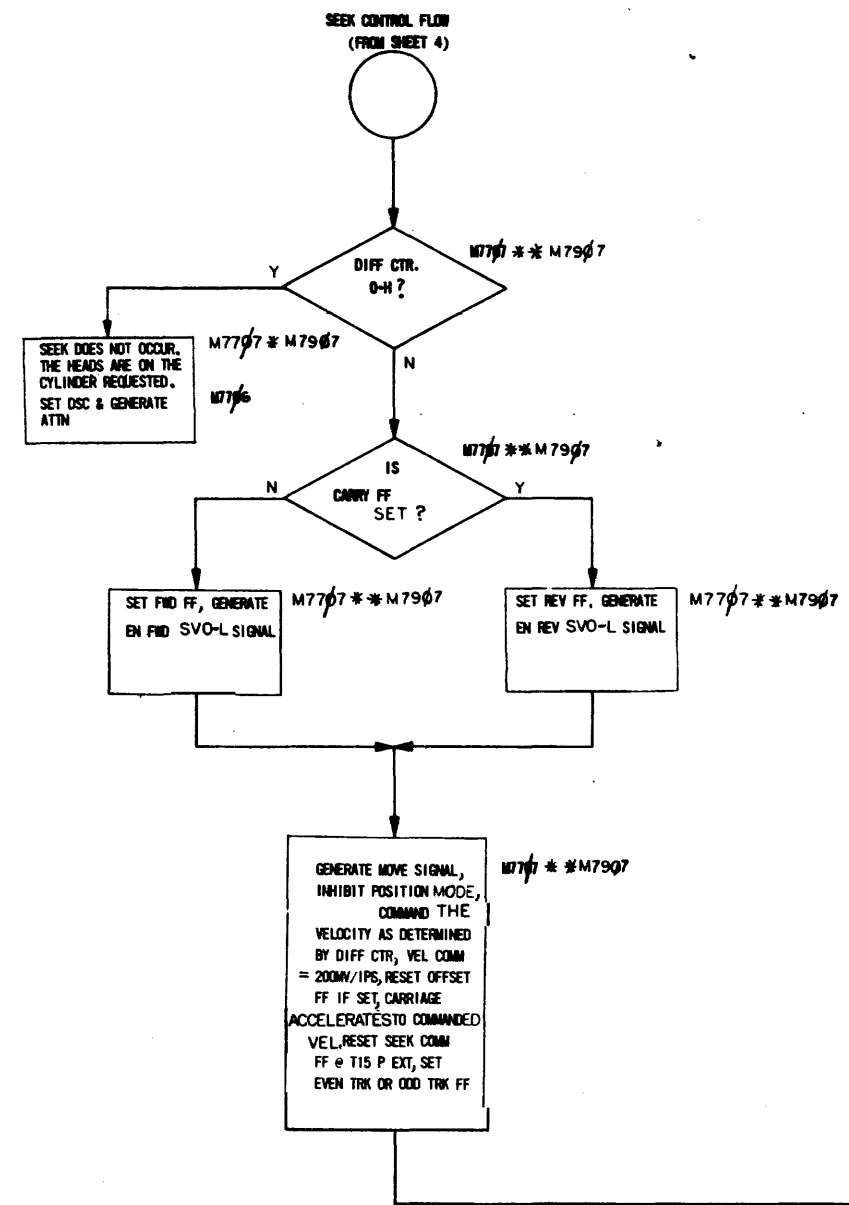 SEEK CONTROL FLOW
(FROM SHEET 4)
DIFF CTR.
0-H?
M7707 ** M7907
Y
N
SEEK DOES NOT OCCUR.
THE HEADS ARE ON THE
CYLINDER REQUESTED.
SET DSC & GENERATE
ATTN
M7707 * M7907
M7706
IS
CARRY FF
SET ?
M7707 ** M7907
N
Y
SET FWD FF, GENERATE
EN FWD SVO-L SIGNAL
M7707 ** M7907
SET REV FF. GENERATE
EN REV SVO-L SIGNAL
M7707 ** M7907
GENERATE MOVE SIGNAL,
INHIBIT POSITION MODE,
COMMAND THE
VELOCITY AS DETERMINED
BY DIFF CTR, VEL COMM
= 200MV/IPS, RESET OFFSET
FF IF SET, CARRIAGE
ACCELERATES TO COMMANDED
VEL. RESET SEEK COMM
FF @ T15 P EXT, SET
EVEN TRK OR ODD TRK FF
M7707 ** M7907